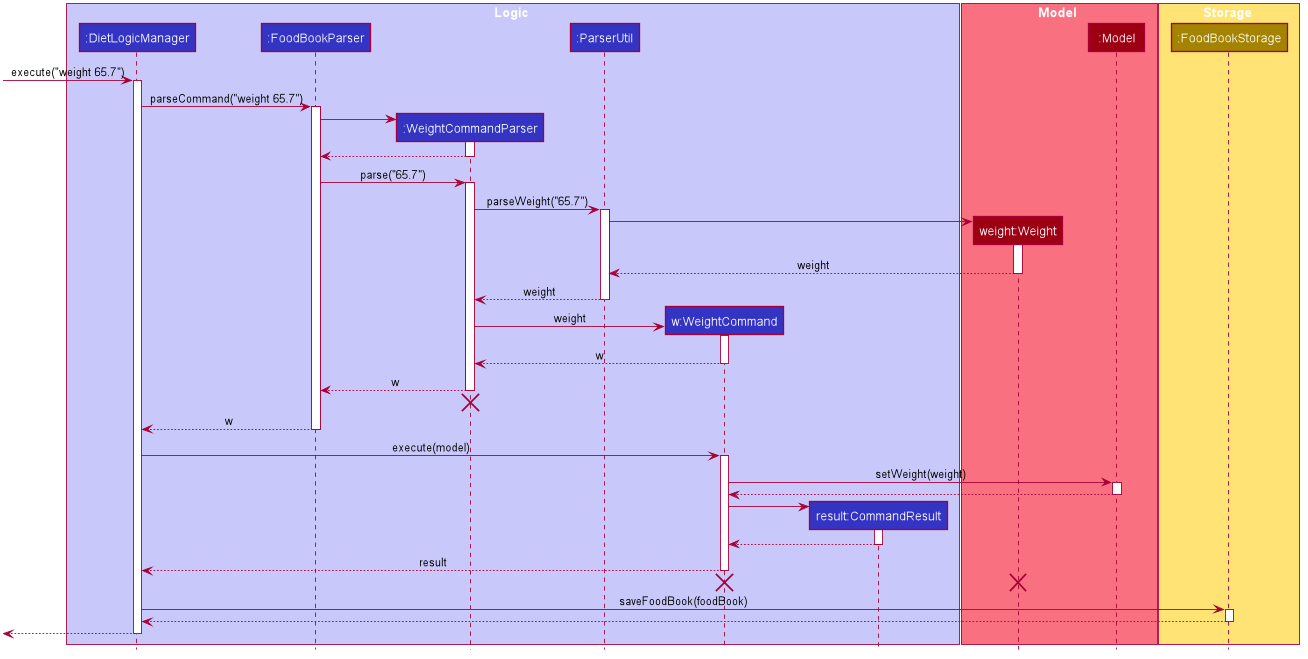 Logic
Model
Storage
:DietLogicManager
:FoodBookParser
:ParserUtil
:Model
:FoodBookStorage
execute("weight 65.7")
parseCommand("weight 65.7")
:WeightCommandParser
parse("65.7")
parseWeight("65.7")
weight:Weight
weight
weight
weight
w:WeightCommand
w
w
w
execute(model)
setWeight(weight)
result:CommandResult
result
saveFoodBook(foodBook)